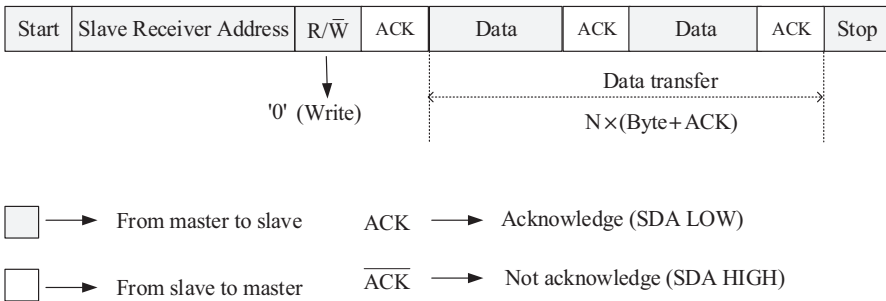 Start Slave Receiver Address R/W̅ ACK Data ACK Data ACK Stop
Data transfer
'0' (Write)
N×(Byte+ACK)
From master to slave ACK Acknowledge (SDA LOW)
From slave to master A̅C̅K̅ Not acknowledge (SDA HIGH)